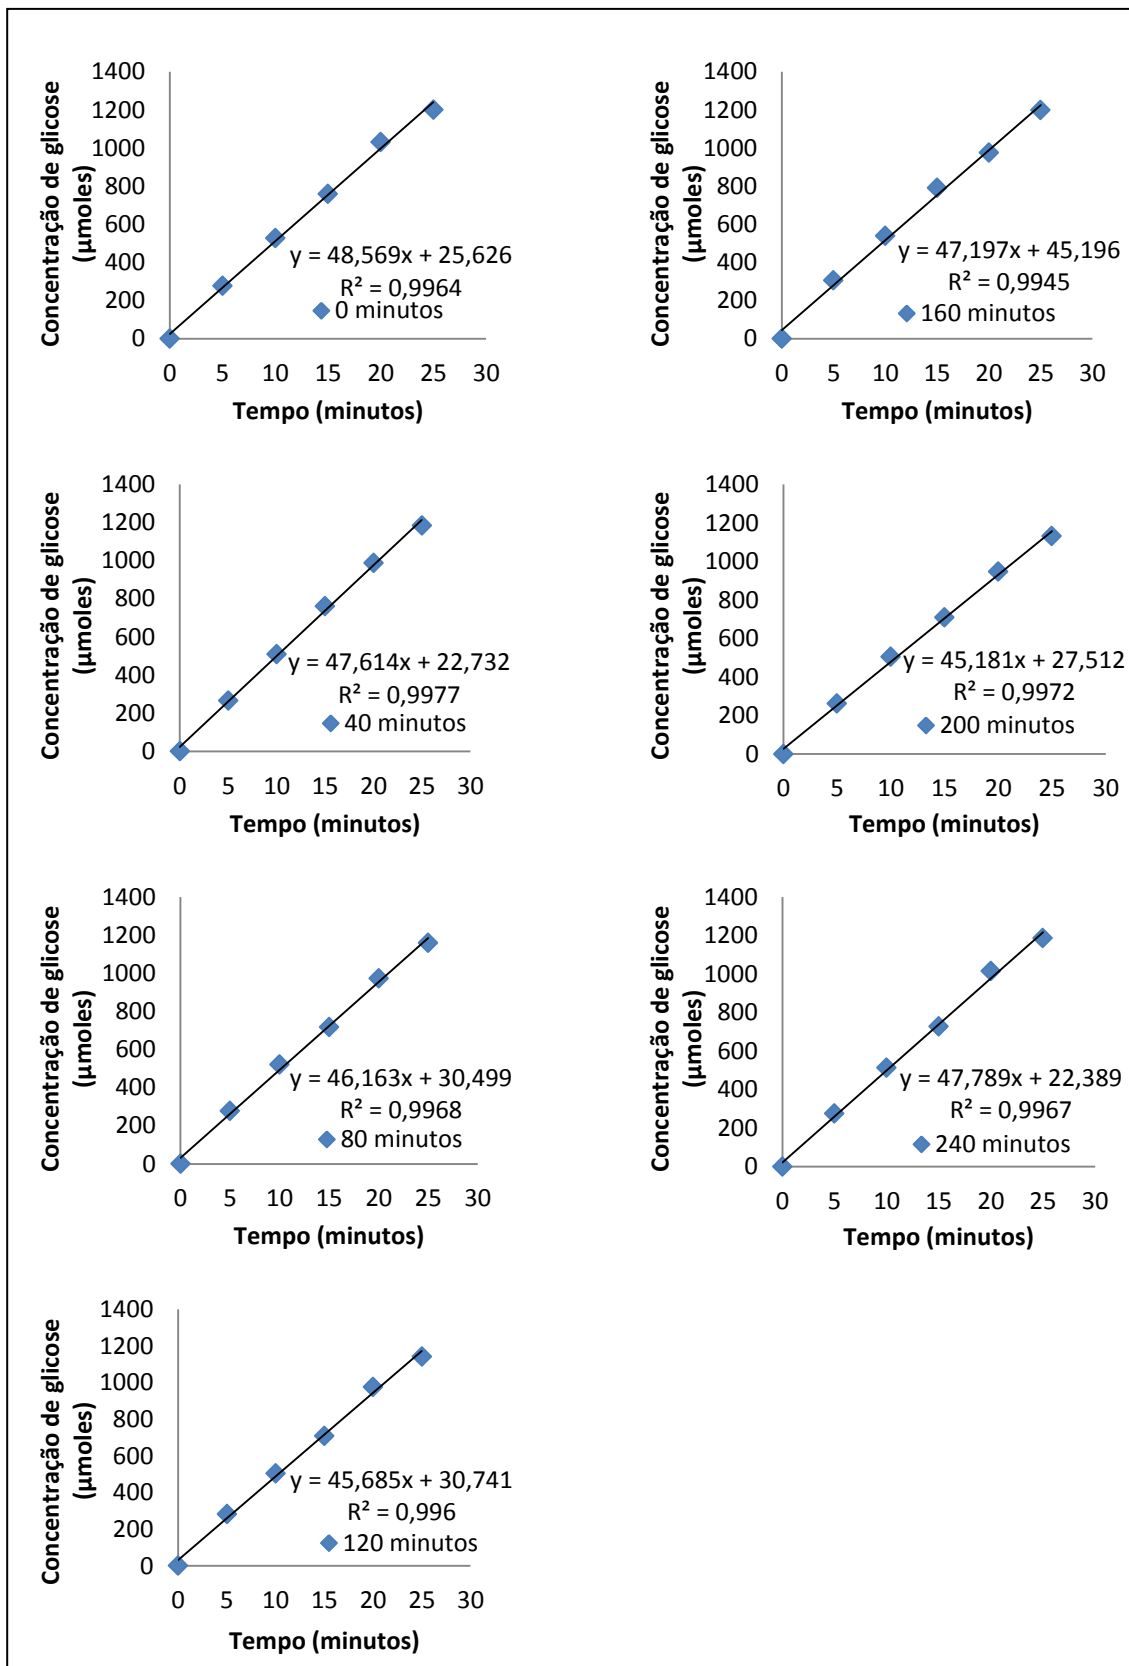 Concentração de glicose
(µmoles)
1400
1200
1000
800
600
400
200
0
y = 48,569x + 25,626
R² = 0,9964
0 minutos
0 5 10 15 20 25 30
Tempo (minutos)
Concentração de glicose
(µmoles)
1400
1200
1000
800
600
400
200
0
y = 47,197x + 45,196
R² = 0,9945
160 minutos
0 5 10 15 20 25 30
Tempo (minutos)
Concentração de glicose
(µmoles)
1400
1200
1000
800
600
400
200
0
y = 47,614x + 22,732
R² = 0,9977
40 minutos
0 5 10 15 20 25 30
Tempo (minutos)
Concentração de glicose
(µmoles)
1400
1200
1000
800
600
400
200
0
y = 45,181x + 27,512
R² = 0,9972
200 minutos
0 5 10 15 20 25 30
Tempo (minutos)
Concentração de glicose
(µmoles)
1400
1200
1000
800
600
400
200
0
y = 46,163x + 30,499
R² = 0,9968
80 minutos
0 5 10 15 20 25 30
Tempo (minutos)
Concentração de glicose
(µmoles)
1400
1200
1000
800
600
400
200
0
y = 47,789x + 22,389
R² = 0,9967
240 minutos
0 5 10 15 20 25 30
Tempo (minutos)
Concentração de glicose
(µmoles)
1400
1200
1000
800
600
400
200
0
y = 45,685x + 30,741
R² = 0,996
120 minutos
0 5 10 15 20 25 30
Tempo (minutos)